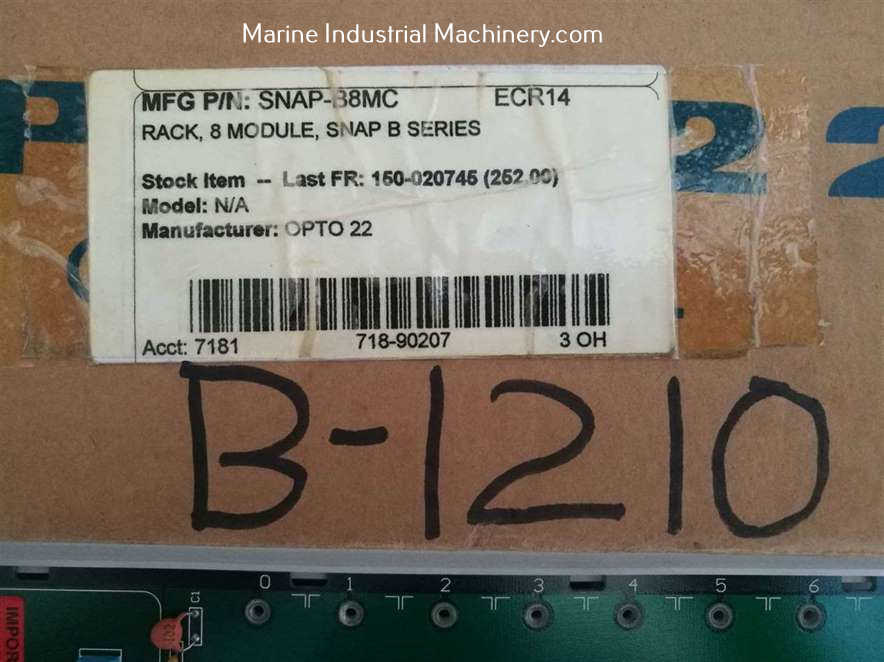 Marine Industrial Machinery.com
MFG P/N: SNAP-B8MC ECR14
RACK, 8 MODULE, SNAP B SERIES
Stock Item -- Last FR: 150-020745 (252.00)
Model: N/A
Manufacturer: OPTO 22
Acct: 7181 718-90207 3 OH
B-1210
C1 0 1 2 3 4 5 6